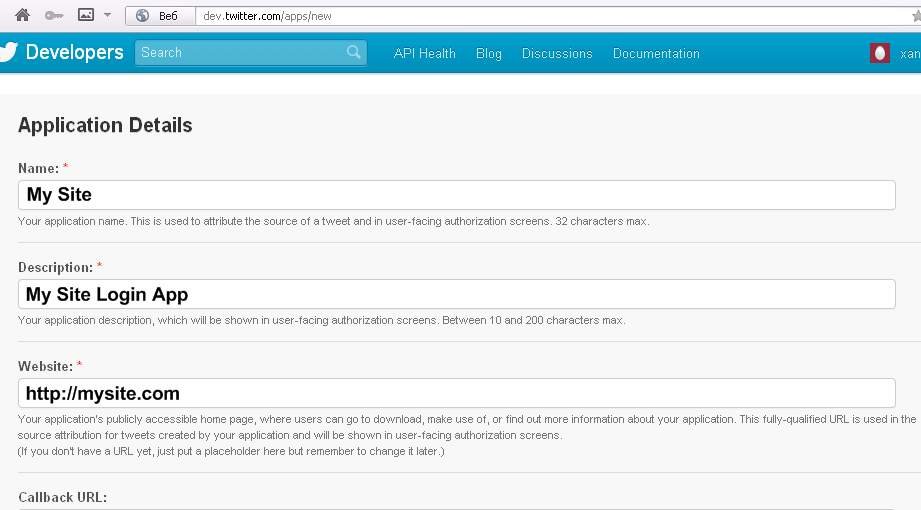 Веб dev.twitter.com/apps/new
Developers Search API Health Blog Discussions Documentation xan
Application Details
Name: *
My Site
Your application name. This is used to attribute the source of a tweet and in user-facing authorization screens. 32 characters max.
Description: *
My Site Login App
Your application description, which will be shown in user-facing authorization screens. Between 10 and 200 characters max.
Website: *
http://mysite.com
Your application's publicly accessible home page, where users can go to download, make use of, or find out more information about your application. This fully-qualified URL is used in the
source attribution for tweets created by your application and will be shown in user-facing authorization screens.
(If you don't have a URL yet, just put a placeholder here but remember to change it later.)
Callback URL: